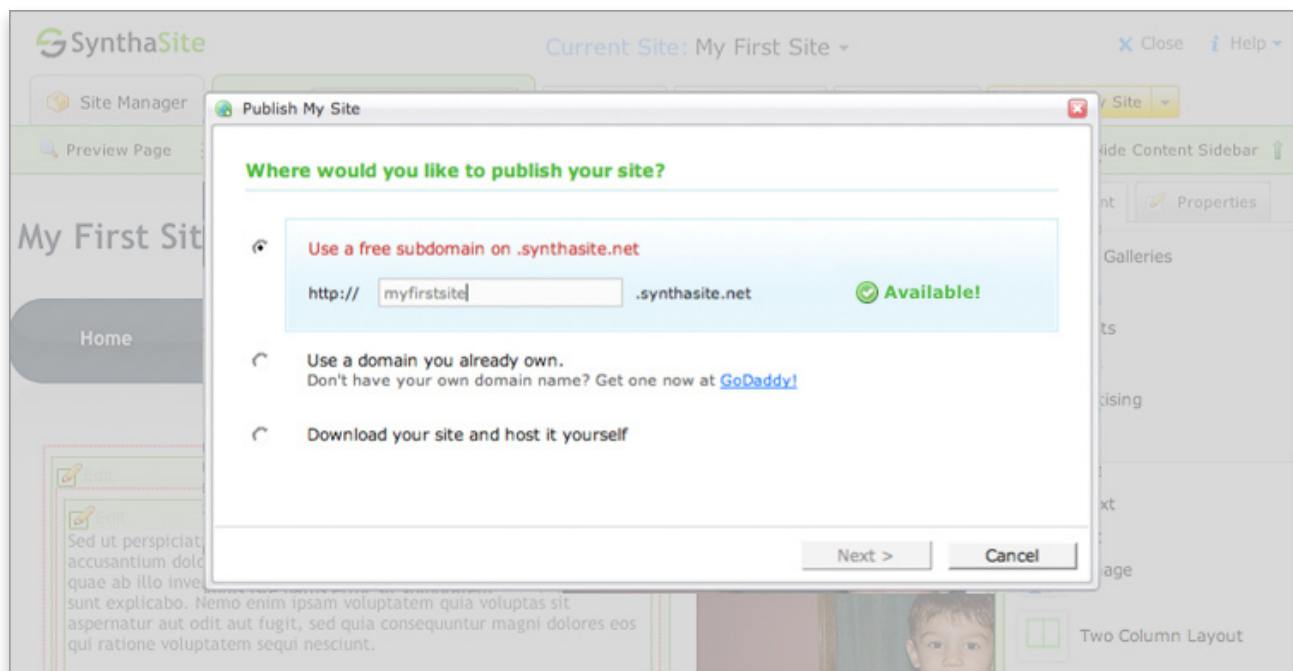 SynthaSite
Current Site: My First Site
Close
Help
Site Manager
Site
Preview Page
Hide Content Sidebar
Properties
My First
Galleries
Home
Publish My Site
Where would you like to publish your site?
Use a free subdomain on .synthasite.net
http:// myfirstsite .synthasite.net Available!
Use a domain you already own.
Don't have your own domain name? Get one now at GoDaddy!
Download your site and host it yourself
Next >
Cancel
Edit
Edit
Sed ut
accusantium
quae ab illo
sunt explicabo. Nemo enim ipsam voluptatem quia voluptas sit
aspernatur aut odit aut fugit, sed quia consequuntur magni dolores eos
qui ratione voluptatem sequi nesciunt.
Two Column Layout